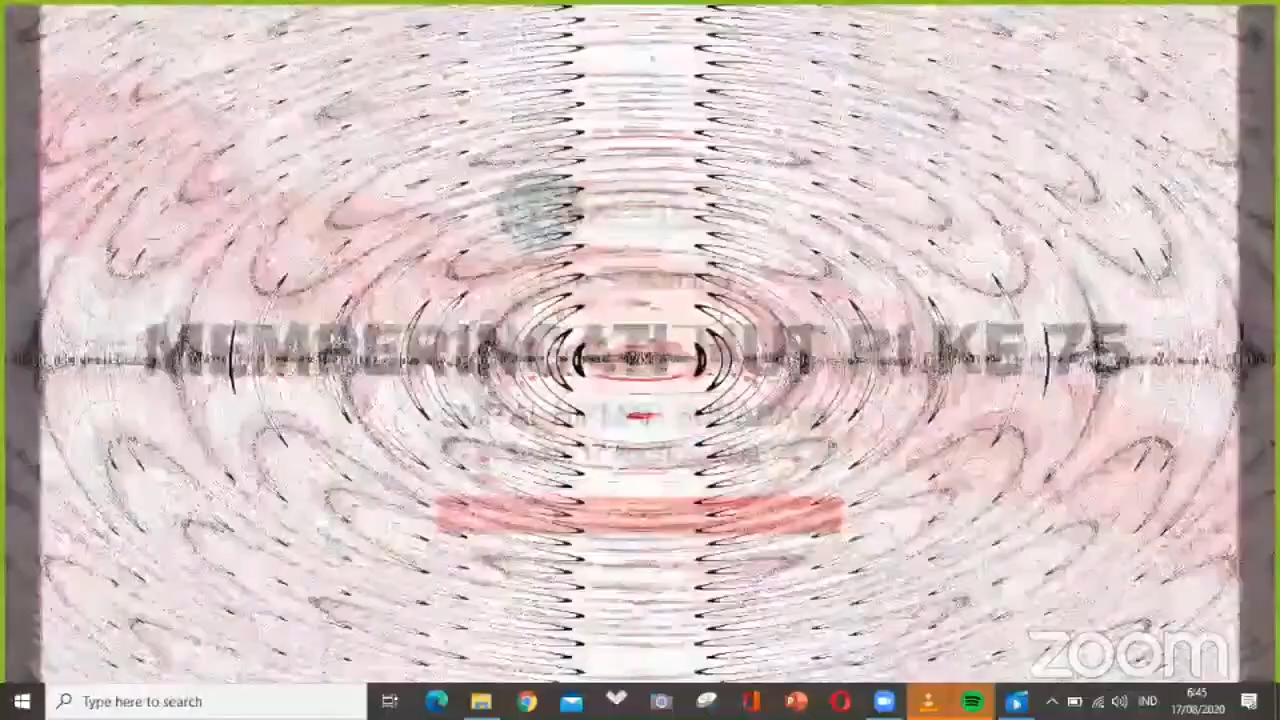 MEMPERINGATI HUT RI KE 75
zoom
Type here to search
IND
6:45
17/08/2020